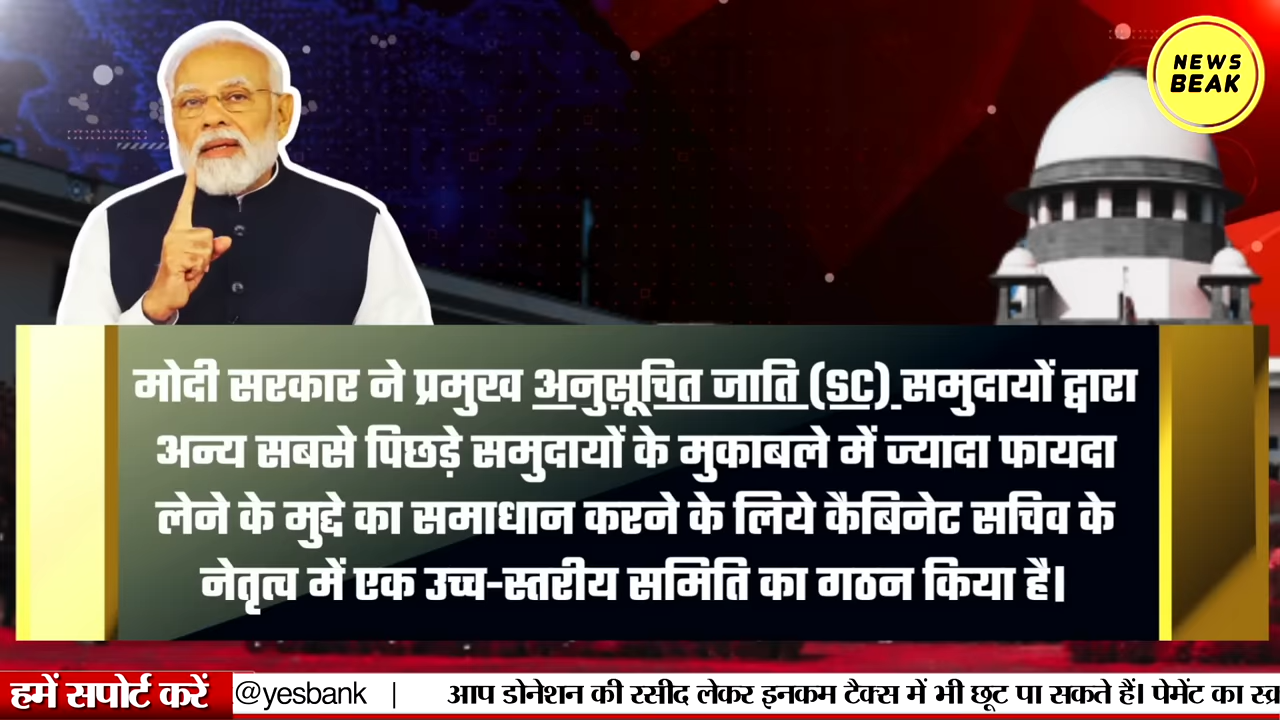 NEWS
BEAK
मोदी सरकार ने प्रमुख अनुसूचित जाति (SC) समुदायों द्वारा
अन्य सबसे पिछड़े समुदायों के मुकाबले में ज्यादा फायदा
लेने के मुद्दे का समाधान करने के लिये कैबिनेट सचिव के
नेतृत्व में एक उच्च-स्तरीय समिति का गठन किया है।
हमें सपोर्ट करें @yesbank | आप डोनेशन की रसीद लेकर इनकम टैक्स में भी छूट पा सकते हैं। पेमेंट का